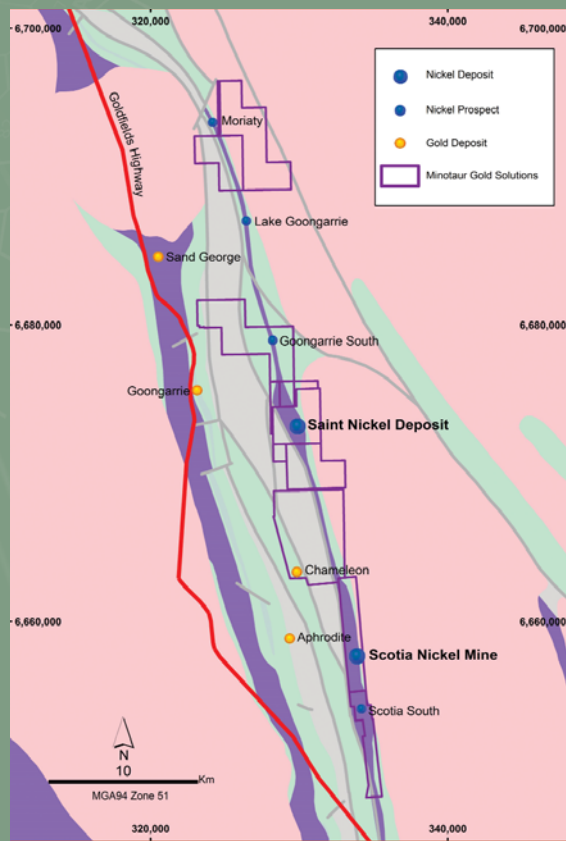 6,700,000
320,000
340,000
6,700,000
Nickel Deposit
Nickel Prospect
Gold Deposit
Minotaur Gold Solutions
Goldfields Highway
Moriaty
Lake Goongarrie
Sand George
6,680,000
6,680,000
Goongarrie South
Goongarrie
Saint Nickel Deposit
Chameleon
6,660,000
6,660,000
Aphrodite
Scotia Nickel Mine
Scotia South
N
10
Km
MGA94 Zone 51
320,000
340,000